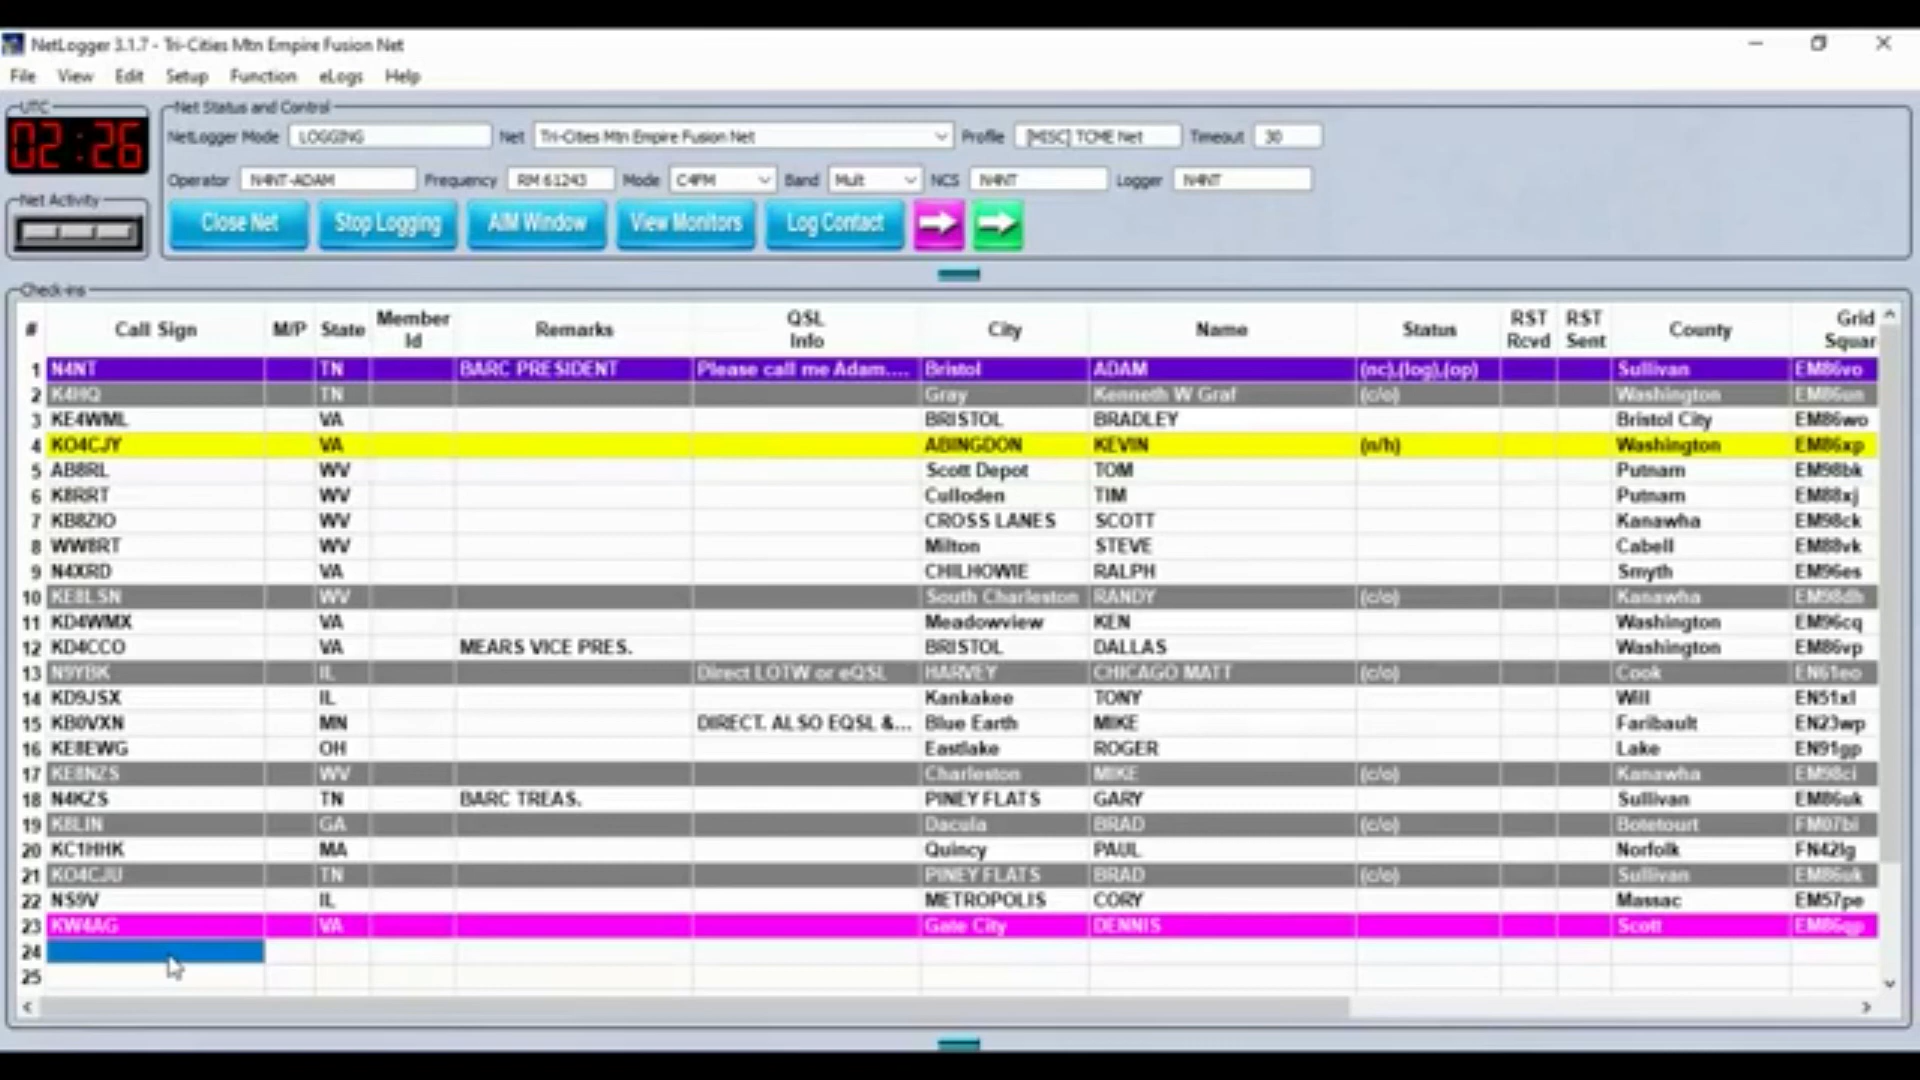 NetLogger 3.1.7 - Tri-Cities Mtn Empire Fusion Net
File View Edit Setup Function eLogs Help
UTC Net Status and Control
02:26 NetLogger Mode LOGGING Net Tri-Cities Mtn Empire Fusion Net Profile [MISC] TCME Net Timeout 30
Operator N4NT-ADAM Frequency RM 61243 Mode C4FM Band Mult NCS N4NT Logger N4NT
Net Activity
Close Net Stop Logging AIM Window View Monitors Log Contact
Check-ins
# Call Sign M/P State Member Id Remarks QSL Info City Name Status RST Rcvd RST Sent County Grid Squar
1 N4NT TN BARC PRESIDENT Please call me Adam.... Bristol ADAM (nc),(log),(op) Sullivan EM86vo
2 K4HQ TN Gray Kenneth W Graf (c/o) Washington EM86un
3 KE4WML VA BRISTOL BRADLEY Bristol City EM86wo
4 KO4CJY VA ABINGDON KEVIN (n/h) Washington EM86xp
5 AB8RL WV Scott Depot TOM Putnam EM98bk
6 K8RRT WV Culloden TIM Putnam EM88xj
7 KB8ZIO WV CROSS LANES SCOTT Kanawha EM98ck
8 WW8RT WV Milton STEVE Cabell EM88vk
9 N4XRD VA CHILHOWIE RALPH Smyth EM96es
10 KE8LSN WV South Charleston RANDY (c/o) Kanawha EM98dh
11 KD4WMX VA Meadowview KEN Washington EM96cq
12 KD4CCO VA MEARS VICE PRES. BRISTOL DALLAS Washington EM86vp
13 N9YBK IL Direct LOTW or eQSL HARVEY CHICAGO MATT (c/o) Cook EN61eo
14 KD9JSX IL Kankakee TONY Will EN51xl
15 KB0VXN MN DIRECT. ALSO EQSL &... Blue Earth MIKE Faribault EN23wp
16 KE8EWG OH Eastlake ROGER Lake EN91gp
17 KE8NZS WV Charleston MIKE (c/o) Kanawha EM98ci
18 N4KZS TN BARC TREAS. PINEY FLATS GARY Sullivan EM86uk
19 K8LIN GA Dacula BRAD (c/o) Botetourt FM07bi
20 KC1HHK MA Quincy PAUL Norfolk FN42lg
21 KO4CJU TN PINEY FLATS BRAD (c/o) Sullivan EM86uk
22 NS9V IL METROPOLIS CORY Massac EM57pe
23 KW4AG VA Gate City DENNIS Scott EM86qp
24
25